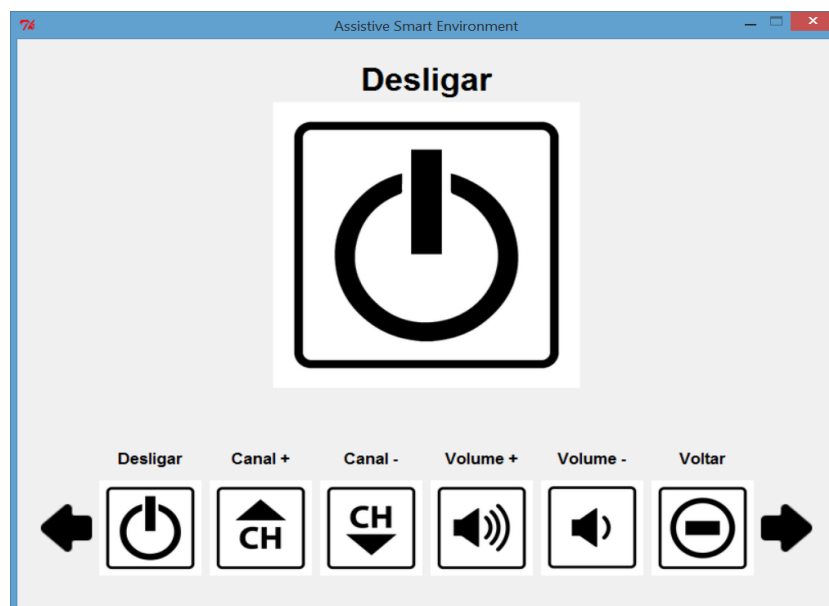 Assistive Smart Environment
Desligar
Desligar Canal + Canal - Volume + Volume - Voltar
CH CH